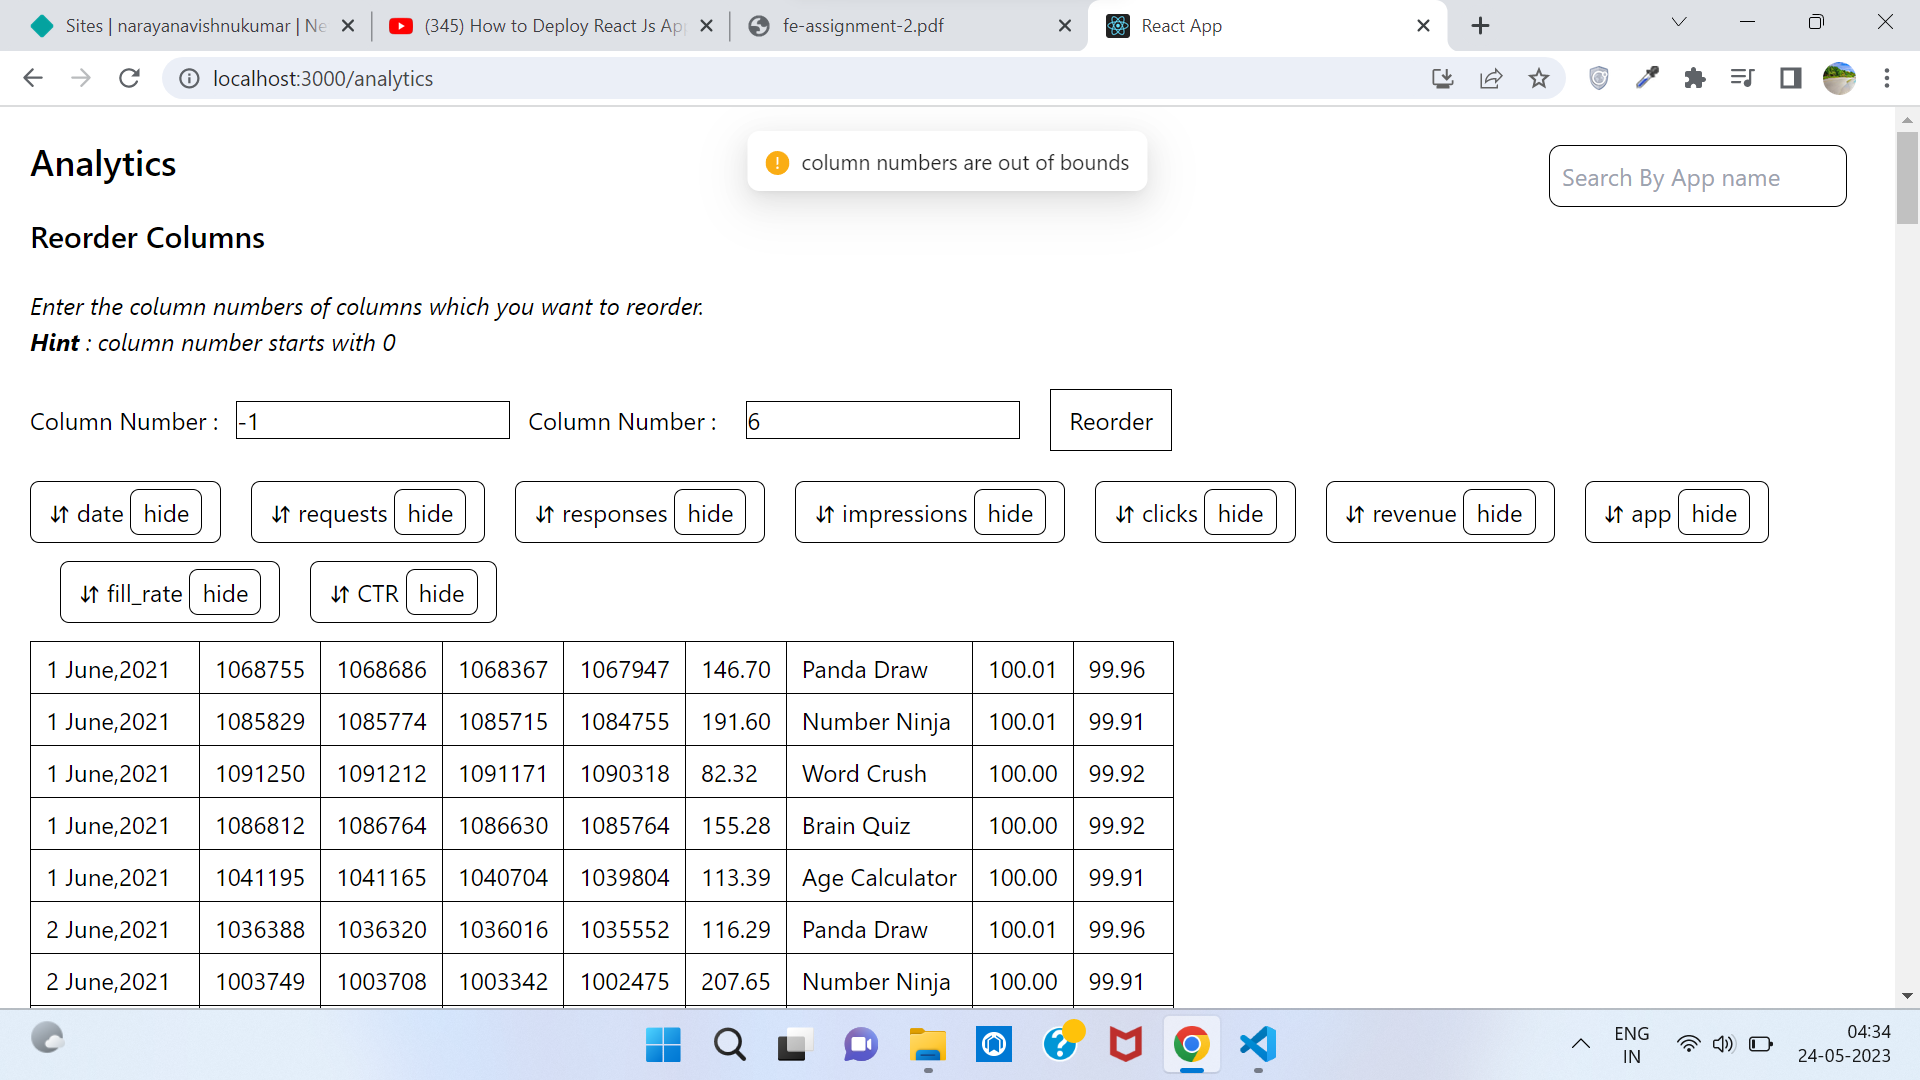 Sites | narayanavishnukumar | Ne
(345) How to Deploy React Js Ap
fe-assignment-2.pdf
React App
localhost:3000/analytics
Analytics
column numbers are out of bounds
Search By App name
Reorder Columns
Enter the column numbers of columns which you want to reorder.
Hint : column number starts with 0
Column Number : -1 Column Number : 6 Reorder
date hide requests hide responses hide impressions hide clicks hide revenue hide app hide
fill_rate hide CTR hide
1 June,2021 1068755 1068686 1068367 1067947 146.70 Panda Draw 100.01 99.96
1 June,2021 1085829 1085774 1085715 1084755 191.60 Number Ninja 100.01 99.91
1 June,2021 1091250 1091212 1091171 1090318 82.32 Word Crush 100.00 99.92
1 June,2021 1086812 1086764 1086630 1085764 155.28 Brain Quiz 100.00 99.92
1 June,2021 1041195 1041165 1040704 1039804 113.39 Age Calculator 100.00 99.91
2 June,2021 1036388 1036320 1036016 1035552 116.29 Panda Draw 100.01 99.96
2 June,2021 1003749 1003708 1003342 1002475 207.65 Number Ninja 100.00 99.91
ENG
IN
04:34
24-05-2023